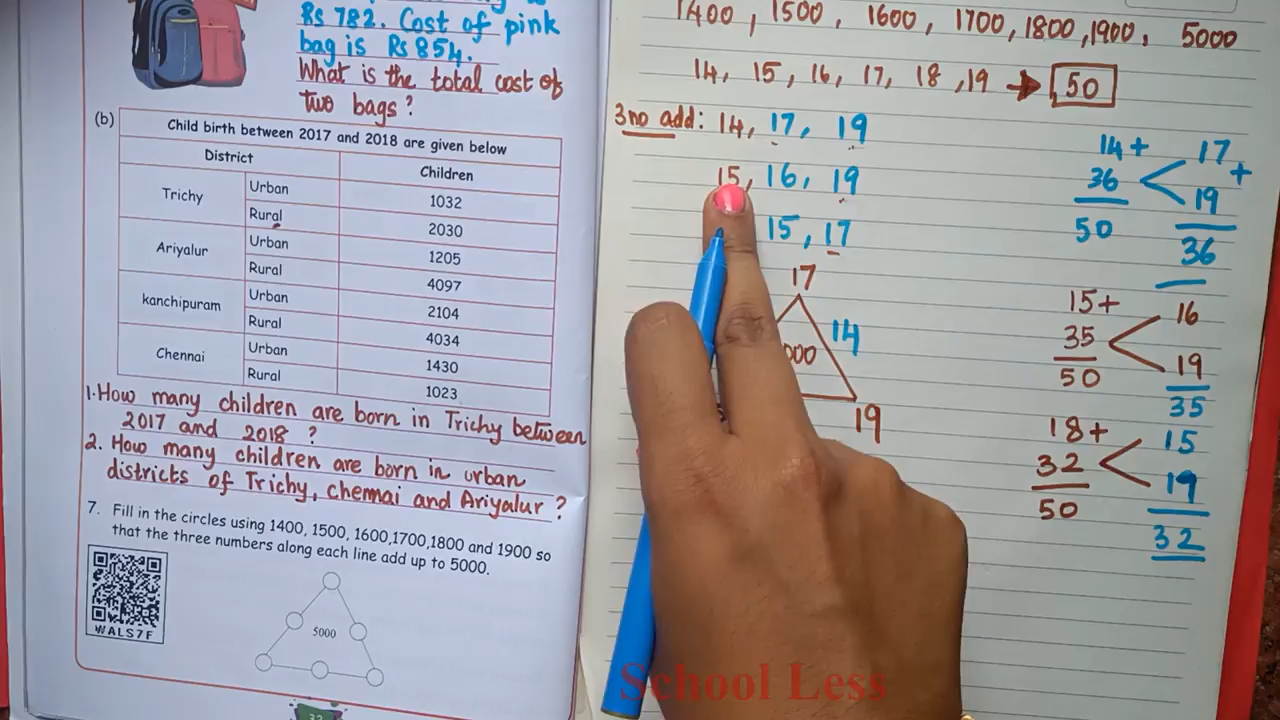 Rs 782. Cost of pink
bag is Rs 854.
What is the total cost of
two bags?
(b)
Child birth between 2017 and 2018 are given below
District Children
Trichy Urban 1032
Rural 2030
Ariyalur Urban 1205
Rural 4097
kanchipuram Urban 2104
Rural 4034
Chennai Urban 1430
Rural 1023
1. How many children are born in Trichy between
2017 and 2018 ?
2. How many children are born in urban
districts of Trichy, chennai and Ariyalur ?
7. Fill in the circles using 1400, 1500, 1600,1700,1800 and 1900 so
that the three numbers along each line add up to 5000.
5000
WALS7F
32
1400, 1500, 1600, 1700, 1800, 1900, 5000
14, 15, 16, 17, 18, 19 → 50
3 no add: 14, 17, 19
15, 16, 19
15, 17
17
14
19
14 +
36
50
17 +
19
36
15+
35
50
16
19
35
18+
32
50
15
19
32
School Less